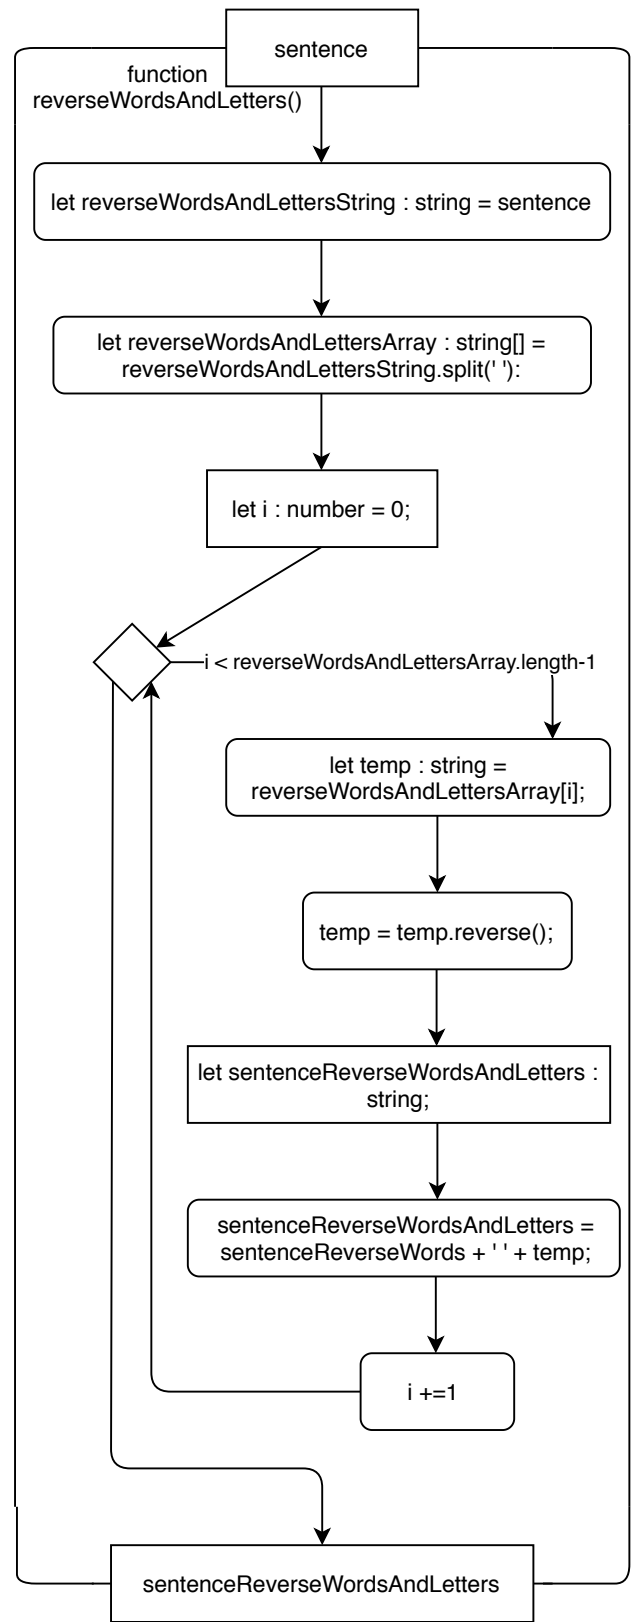 sentence
function
reverseWordsAndLetters()
let reverseWordsAndLettersString : string = sentence
let reverseWordsAndLettersArray : string[] =
reverseWordsAndLettersString.split(' '):
let i : number = 0;
i < reverseWordsAndLettersArray.length-1
let temp : string =
reverseWordsAndLettersArray[i];
temp = temp.reverse();
let sentenceReverseWordsAndLetters :
string;
sentenceReverseWordsAndLetters =
sentenceReverseWords + ' ' + temp;
i +=1
sentenceReverseWordsAndLetters